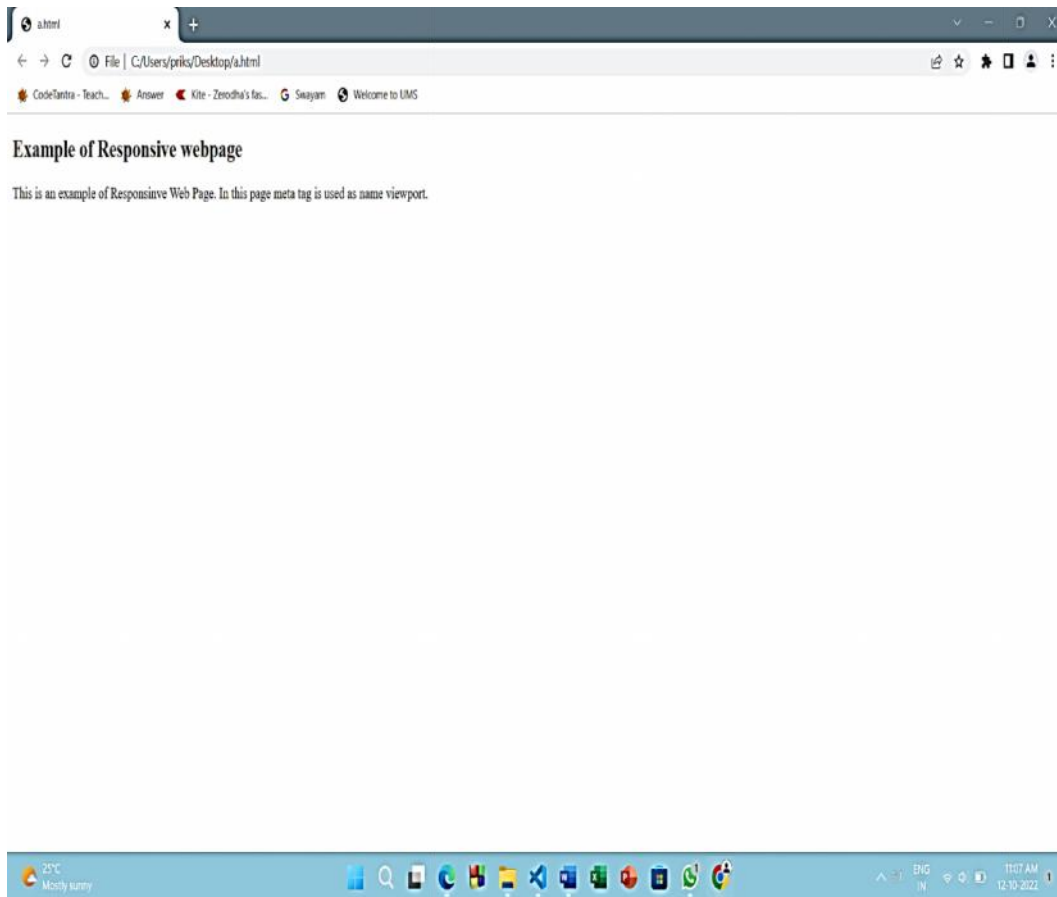 a.html
File | C:/Users/priks/Desktop/a.html
CodeTantra - Teach... Answer Kite - Zerodha's fas... Swayam Welcome to UMS
Example of Responsive webpage
This is an example of Responsinve Web Page. In this page meta tag is used as name viewport.
25°C
Mostly sunny
ENG
IN
11:07 AM
12-10-2022